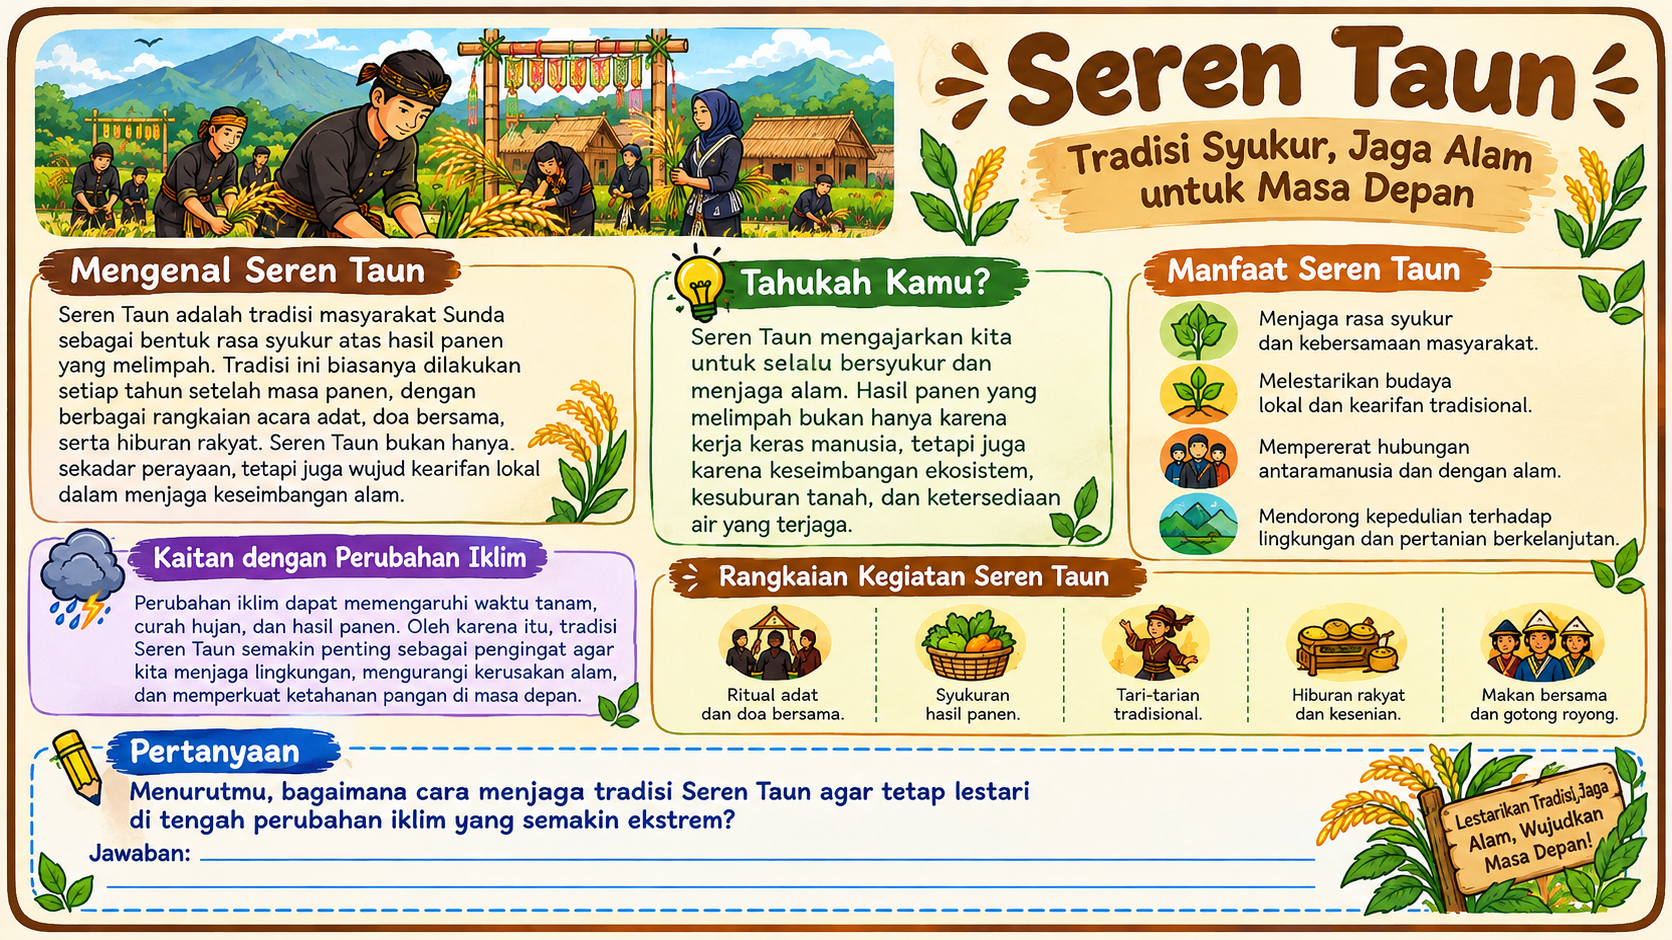 Seren Taun
Tradisi Syukur, Jaga Alam
untuk Masa Depan
Mengenal Seren Taun
Seren Taun adalah tradisi masyarakat Sunda
sebagai bentuk rasa syukur atas hasil panen
yang melimpah. Tradisi ini biasanya dilakukan
setiap tahun setelah masa panen, dengan
berbagai rangkaian acara adat, doa bersama,
serta hiburan rakyat. Seren Taun bukan hanya.
sekadar perayaan, tetapi juga wujud kearifan lokal
dalam menjaga keseimbangan alam.
Tahukah Kamu?
Seren Taun mengajarkan kita
untuk selalu bersyukur dan
menjaga alam. Hasil panen yang
melimpah bukan hanya karena
kerja keras manusia, tetapi juga
karena keseimbangan ekosistem,
kesuburan tanah, dan ketersediaan
air yang terjaga.
Manfaat Seren Taun
Menjaga rasa syukur
dan kebersamaan masyarakat.
Melestarikan budaya
lokal dan kearifan tradisional.
Mempererat hubungan
antaramanusia dan dengan alam.
Mendorong kepedulian terhadap
lingkungan dan pertanian berkelanjutan.
Kaitan dengan Perubahan Iklim
Perubahan iklim dapat memengaruhi waktu tanam,
curah hujan, dan hasil panen. Oleh karena itu, tradisi
Seren Taun semakin penting sebagai pengingat agar
kita menjaga lingkungan, mengurangi kerusakan alam,
dan memperkuat ketahanan pangan di masa depan.
Rangkaian Kegiatan Seren Taun
Ritual adat
dan doa bersama.
Syukuran
hasil panen.
Tari-tarian
tradisional.
Hiburan rakyat
dan kesenian.
Makan bersama
dan gotong royong.
Pertanyaan
Menurutmu, bagaimana cara menjaga tradisi Seren Taun agar tetap lestari
di tengah perubahan iklim yang semakin ekstrem?
Jawaban:
Lestarikan Tradisi,Jaga
Alam, Wujudkan
Masa Depan!